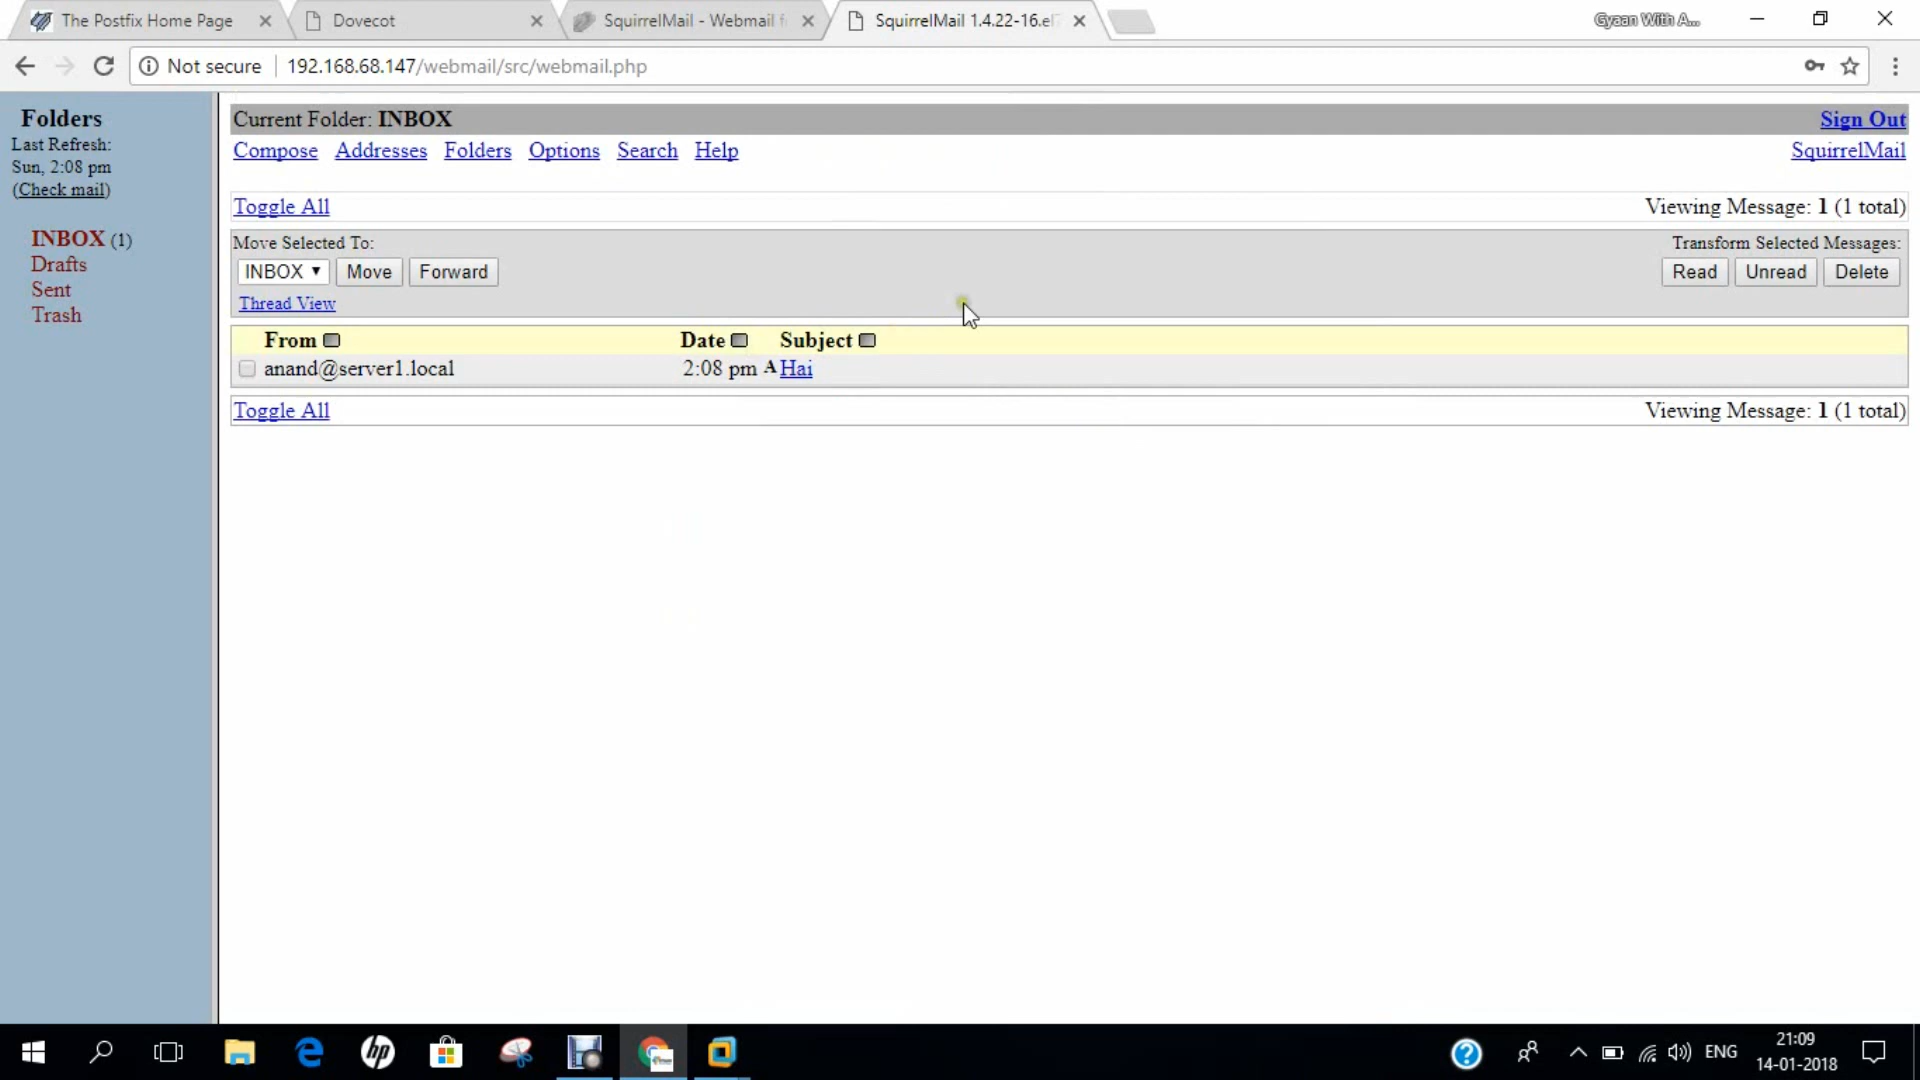 The Postfix Home Page
Dovecot
SquirrelMail - Webmail f
SquirrelMail 1.4.22-16.el7
Gyaan With A...
Not secure 192.168.68.147/webmail/src/webmail.php
Folders
Last Refresh:
Sun, 2:08 pm
(Check mail)
INBOX (1)
Drafts
Sent
Trash
Current Folder: INBOX
Sign Out
Compose Addresses Folders Options Search Help
SquirrelMail
Toggle All
Viewing Message: 1 (1 total)
Move Selected To:
Transform Selected Messages:
INBOX Move Forward
Read Unread Delete
Thread View
From Date Subject
anand@server1.local 2:08 pm A Hai
Toggle All
Viewing Message: 1 (1 total)
hp
ENG
21:09
14-01-2018